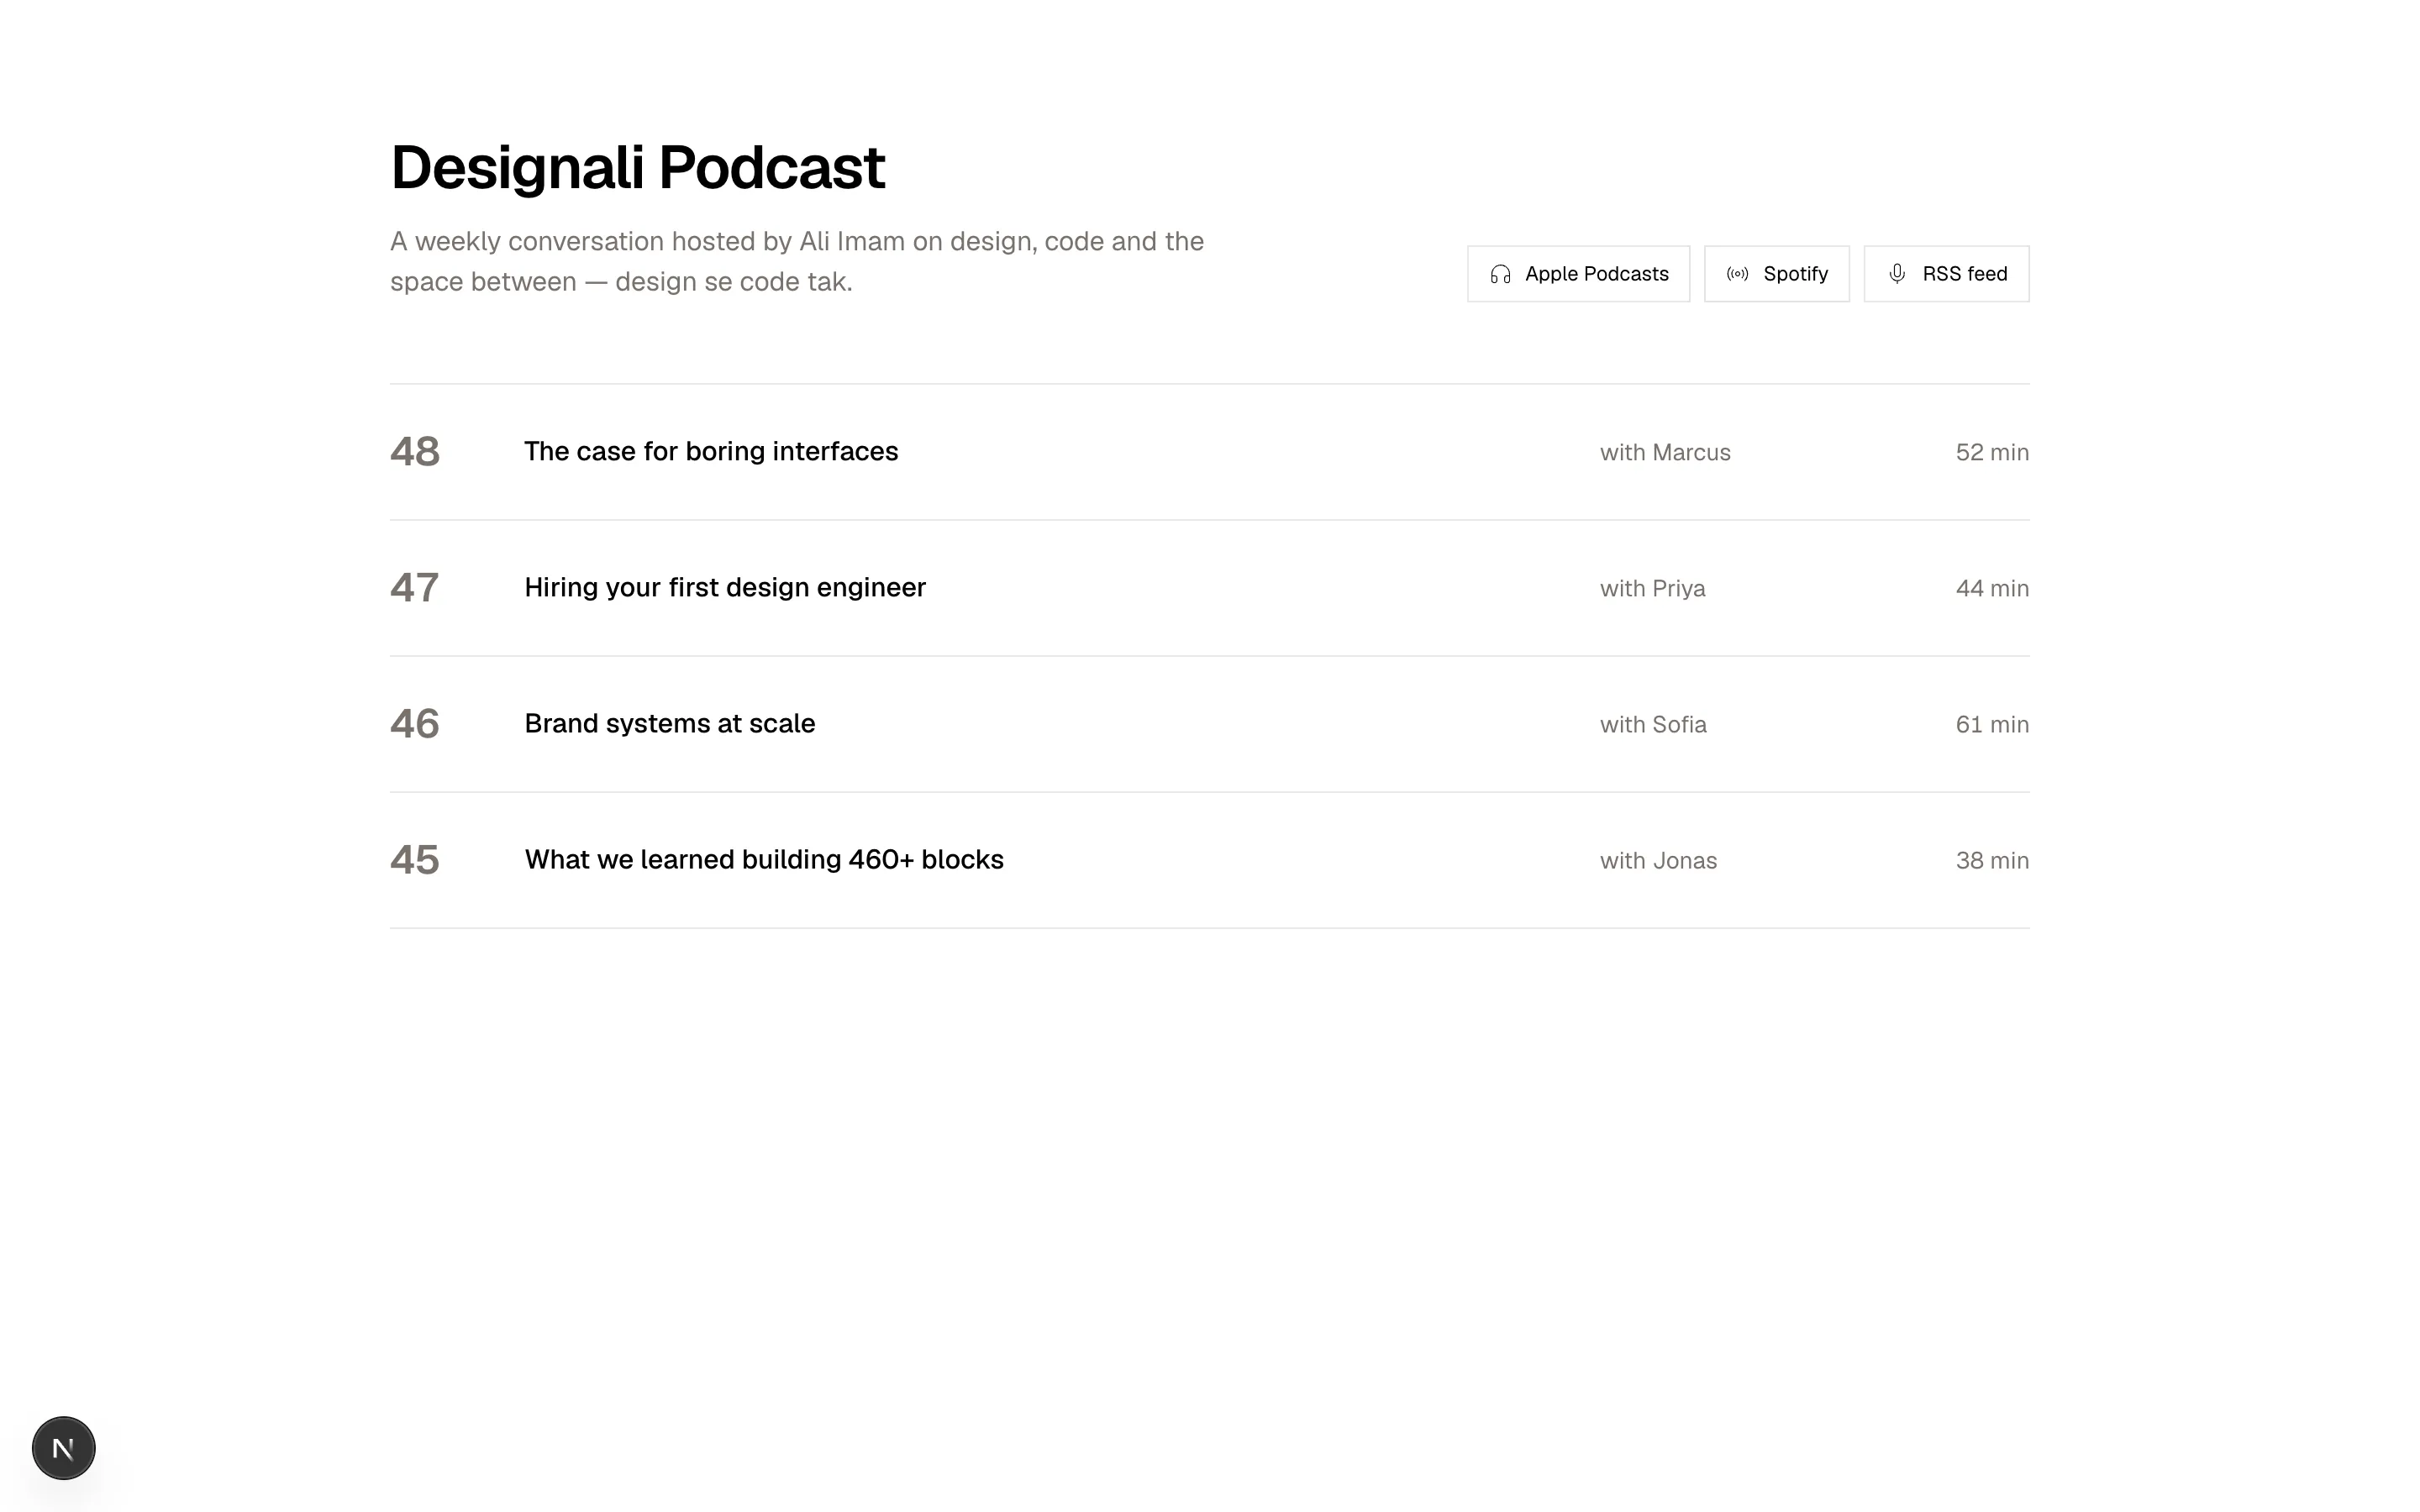 Designali Podcast
A weekly conversation hosted by Ali Imam on design, code and the
space between — design se code tak.
Apple Podcasts
Spotify
RSS feed
48 The case for boring interfaces with Marcus 52 min
47 Hiring your first design engineer with Priya 44 min
46 Brand systems at scale with Sofia 61 min
45 What we learned building 460+ blocks with Jonas 38 min
N